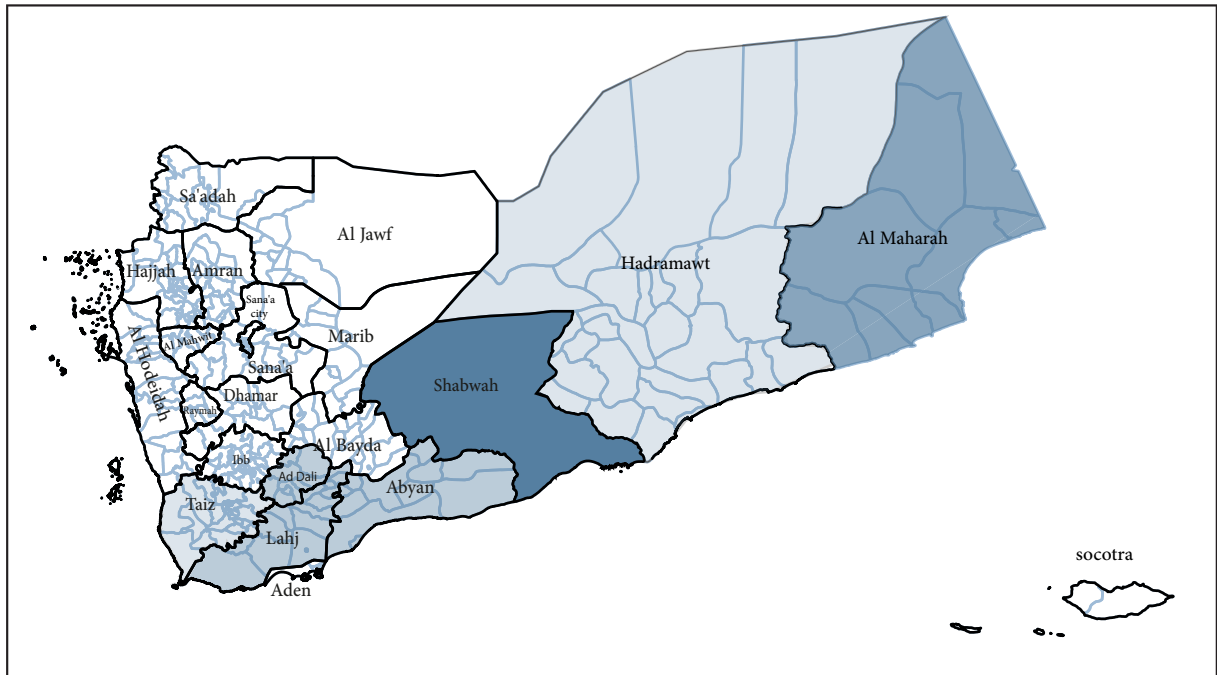 Sa'adah
Al Jawf
Hajjah
Amran
Al Maharah
Hadramawt
Sana'a
city
Al Mahwit
Marib
Al Hodeidah
Sana'a
Shabwah
Dhamar
Raymah
Al Bayda
Ibb
Ad Dali
Abyan
Taiz
Lahj
Aden
socotra